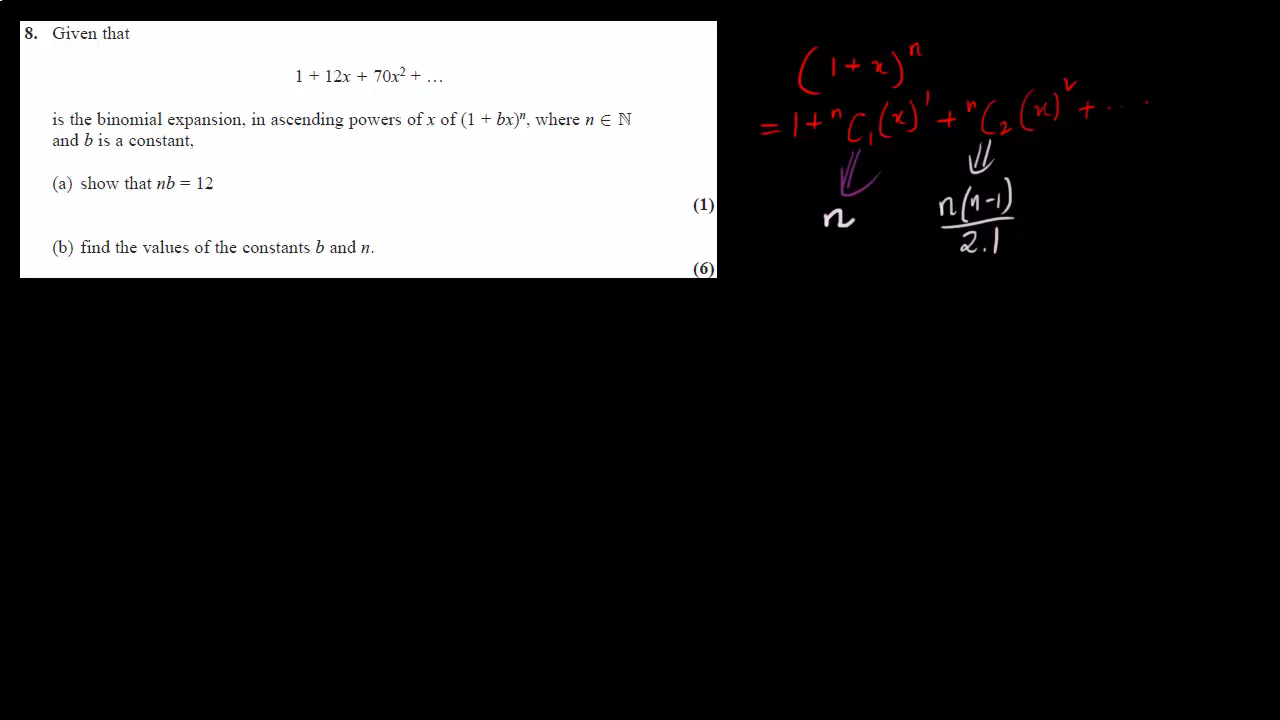 8. Given that
1 + 12x + 70x² + …
is the binomial expansion, in ascending powers of x of (1 + bx)ⁿ, where n ∈ ℕ
and b is a constant,
(a) show that nb = 12
(1)
(b) find the values of the constants b and n.
(6)
(1 + x)ⁿ
= 1 + ⁿC₁(x)¹ + ⁿC₂(x)² + ....
n
n(n-1)
2.1